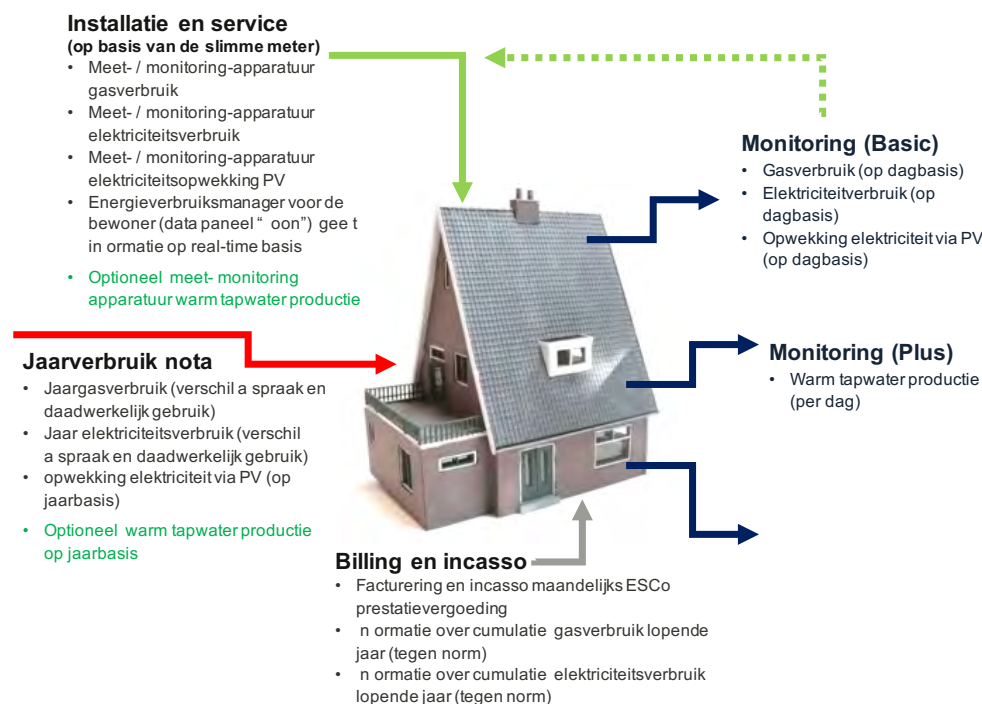 Installatie en service
(op basis van de slimme meter)
• Meet- / monitoring-apparatuur
gasverbruik
• Meet- / monitoring-apparatuur
elektriciteitsverbruik
• Meet- / monitoring-apparatuur
elektriciteitsopwekking PV
• Energieverbruiksmanager voor de
bewoner (data paneel “ oon”) gee t
in ormatie op real-time basis
• Optioneel meet- monitoring
apparatuur warm tapwater productie
Jaarverbruik nota
• Jaargasverbruik (verschil a spraak en
daadwerkelijk gebruik)
• Jaar elektriciteitsverbruik (verschil
a spraak en daadwerkelijk gebruik)
• opwekking elektriciteit via PV (op
jaarbasis)
• Optioneel warm tapwater productie
op jaarbasis
Monitoring (Basic)
• Gasverbruik (op dagbasis)
• Elektriciteitverbruik (op
dagbasis)
• Opwekking elektriciteit via PV
(op dagbasis)
Monitoring (Plus)
• Warm tapwater productie
(per dag)
Billing en incasso
• Facturering en incasso maandelijks ESCo
prestatievergoeding
• n ormatie over cumulatie gasverbruik lopende
jaar (tegen norm)
• n ormatie over cumulatie elektriciteitsverbruik
lopende jaar (tegen norm)